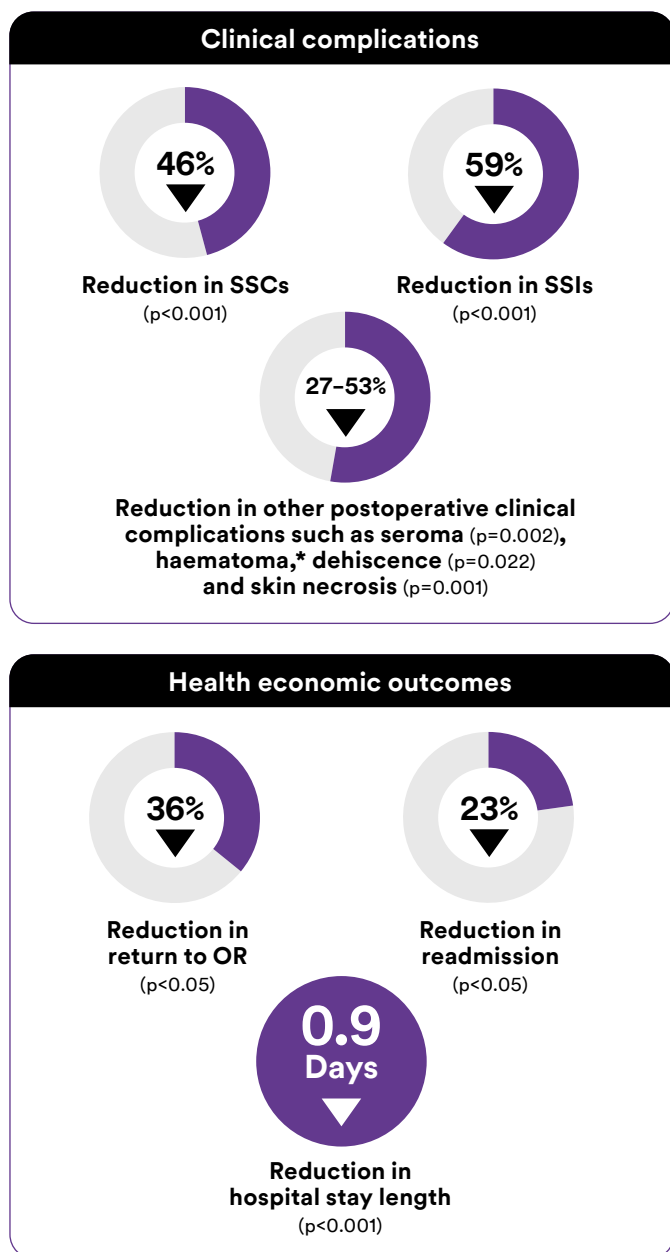 Clinical complications
46%
Reduction in SSCs
(p<0.001)
59%
Reduction in SSIs
(p<0.001)
27–53%
Reduction in other postoperative clinical
complications such as seroma (p=0.002),
haematoma,* dehiscence (p=0.022)
and skin necrosis (p=0.001)
Health economic outcomes
36%
Reduction in
return to OR
(p<0.05)
23%
Reduction in
readmission
(p<0.05)
0.9
Days
Reduction in
hospital stay length
(p<0.001)